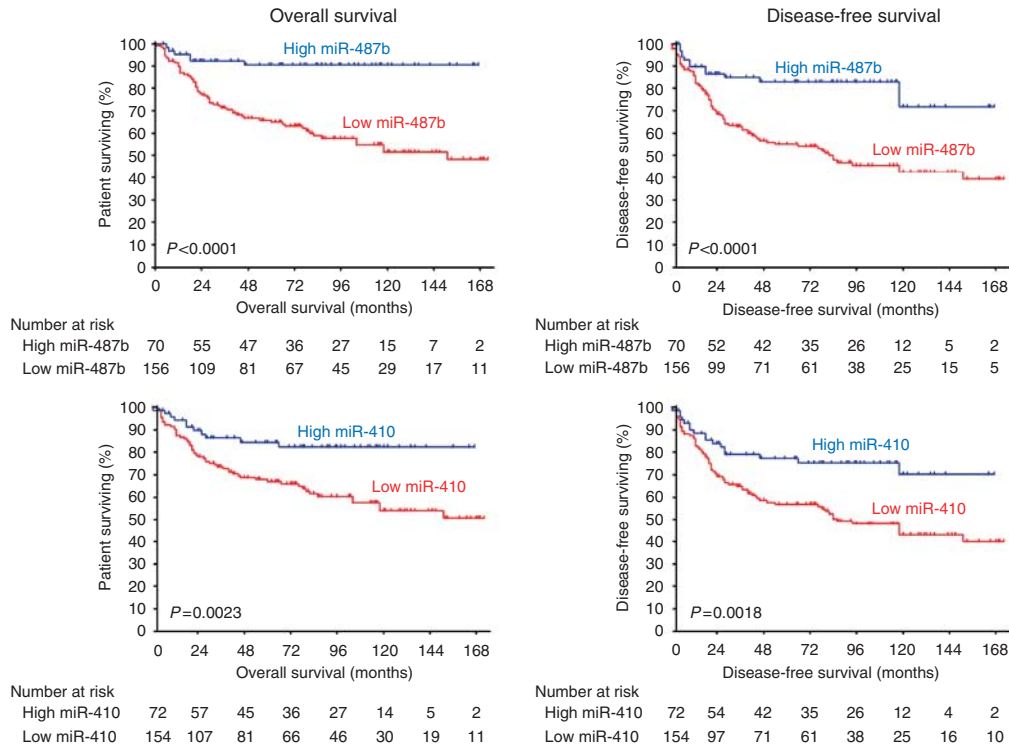 Overall survival
100
90
80
70
60
50
40
30
20
10
0
Patient surviving (%)
High miR-487b
Low miR-487b
P<0.0001
0 24 48 72 96 120 144 168
Overall survival (months)
Number at risk
High miR-487b 70 55 47 36 27 15 7 2
Low miR-487b 156 109 81 67 45 29 17 11
Disease-free survival
100
90
80
70
60
50
40
30
20
10
0
Disease-free surviving (%)
High miR-487b
Low miR-487b
P<0.0001
0 24 48 72 96 120 144 168
Disease-free survival (months)
Number at risk
High miR-487b 70 52 42 35 26 12 5 2
Low miR-487b 156 99 71 61 38 25 15 5
100
90
80
70
60
50
40
30
20
10
0
Patient surviving (%)
High miR-410
Low miR-410
P=0.0023
0 24 48 72 96 120 144 168
Overall survival (months)
Number at risk
High miR-410 72 57 45 36 27 14 5 2
Low miR-410 154 107 81 66 46 30 19 11
100
90
80
70
60
50
40
30
20
10
0
Disease-free surviving (%)
High miR-410
Low miR-410
P=0.0018
0 24 48 72 96 120 144 168
Disease-free survival (months)
Number at risk
High miR-410 72 54 42 35 26 12 4 2
Low miR-410 154 97 71 61 38 25 16 10